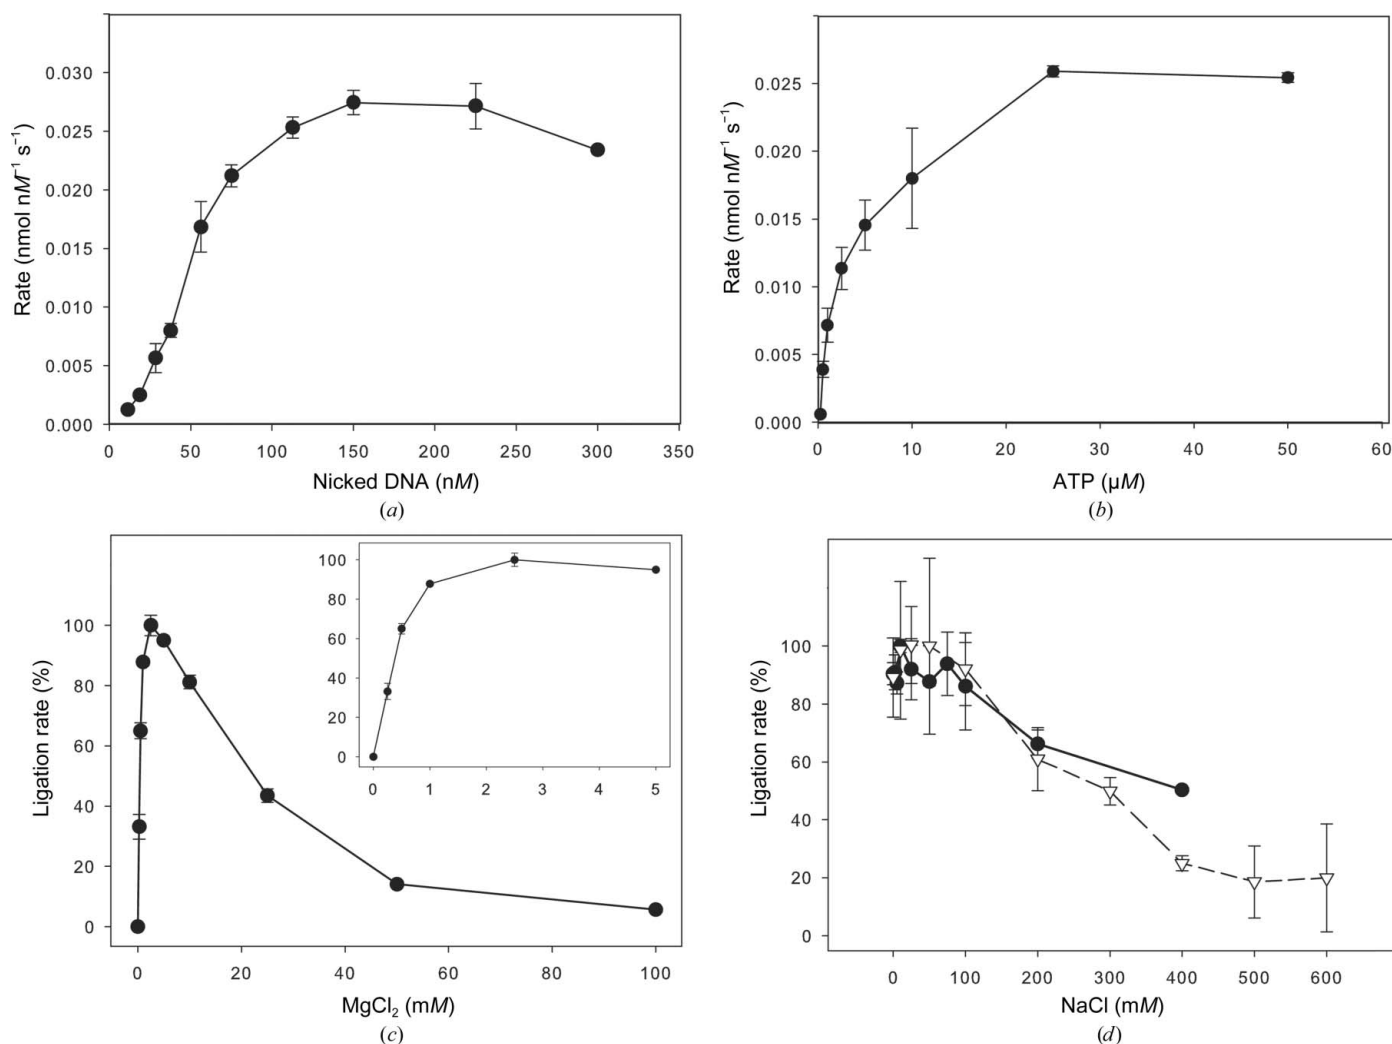 0.030
0.025
0.020
0.015
0.010
0.005
0.000
Rate (nmol nM⁻¹ s⁻¹)
0 50 100 150 200 250 300 350
Nicked DNA (nM)
(a)
0.025
0.020
0.015
0.010
0.005
0.000
Rate (nmol nM⁻¹ s⁻¹)
0 10 20 30 40 50 60
ATP (µM)
(b)
100
80
60
40
20
0
Ligation rate (%)
0 20 40 60 80 100
MgCl₂ (mM)
(c)
100
80
60
40
20
0
0 1 2 3 4 5
100
80
60
40
20
0
Ligation rate (%)
0 100 200 300 400 500 600
NaCl (mM)
(d)